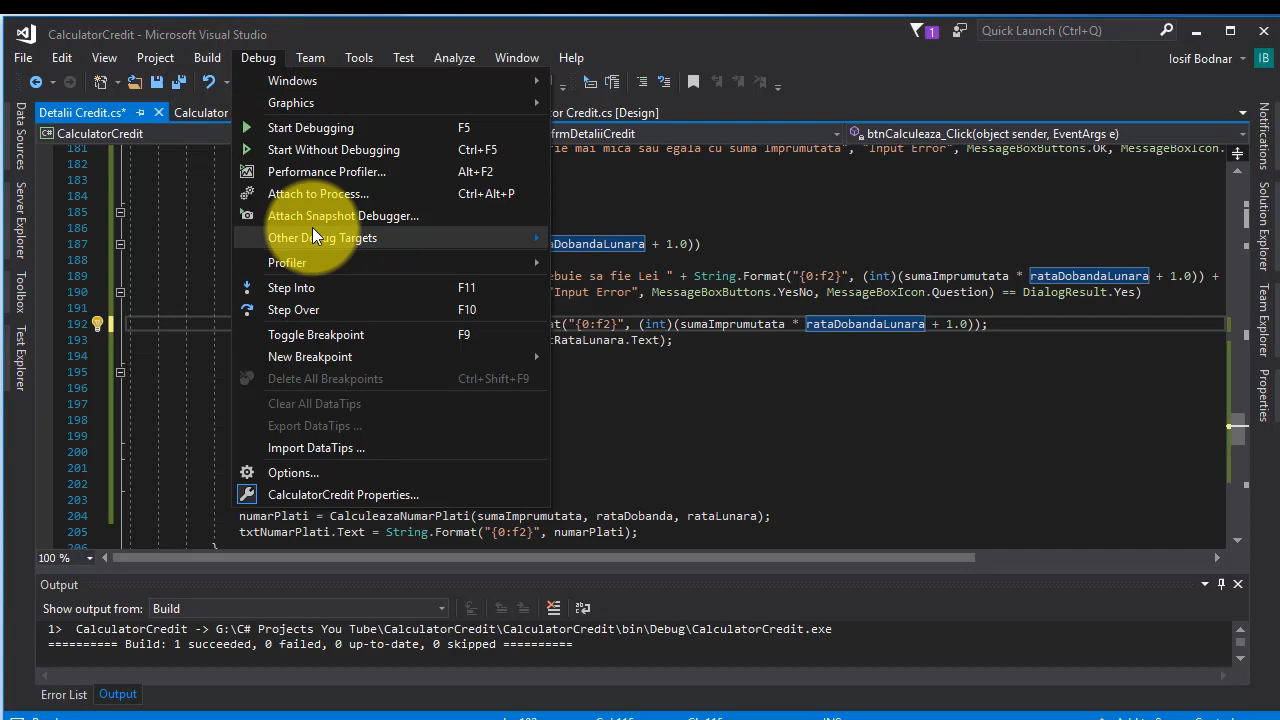 CalculatorCredit - Microsoft Visual Studio
1
Quick Launch (Ctrl+Q)
File Edit View Project Build Debug Team Tools Test Analyze Window Help
Iosif Bodnar
IB
Detalii Credit.cs*
Calculator
or Credit.cs [Design]
CalculatorCredit
frmDetaliiCredit
btnCalculeaza_Click(object sender, EventArgs e)
Windows
Graphics
Start Debugging F5
Start Without Debugging Ctrl+F5
Performance Profiler... Alt+F2
Attach to Process... Ctrl+Alt+P
Attach Snapshot Debugger...
Other Debug Targets
Profiler
Step Into F11
Step Over F10
Toggle Breakpoint F9
New Breakpoint
Delete All Breakpoints Ctrl+Shift+F9
Clear All DataTips
Export DataTips ...
Import DataTips ...
Options...
CalculatorCredit Properties...
Data Sources
Server Explorer
Toolbox
Test Explorer
Notifications
Solution Explorer
Team Explorer
Properties
181 rie mai mica sau egala cu suma Imprumutata", "Input Error", MessageBoxButtons.OK, MessageBoxIcon.
182
183
184
185
186
187 aDobandaLunara + 1.0))
188
189 ebuie sa fie Lei " + String.Format("{0:f2}", (int)(sumaImprumutata * rataDobandaLunara + 1.0)) +
190 "Input Error", MessageBoxButtons.YesNo, MessageBoxIcon.Question) == DialogResult.Yes)
191
192 at("{0:f2}", (int)(sumaImprumutata * rataDobandaLunara + 1.0));
193 tRataLunara.Text);
194
195
196
197
198
199
200
201
202
203
204 numarPlati = CalculeazaNumarPlati(sumaImprumutata, rataDobanda, rataLunara);
205 txtNumarPlati.Text = String.Format("{0:f2}", numarPlati);
206 }
100 %
Output
Show output from: Build
1> CalculatorCredit -> G:\C# Projects You Tube\CalculatorCredit\CalculatorCredit\bin\Debug\CalculatorCredit.exe
========== Build: 1 succeeded, 0 failed, 0 up-to-date, 0 skipped ==========
Error List Output